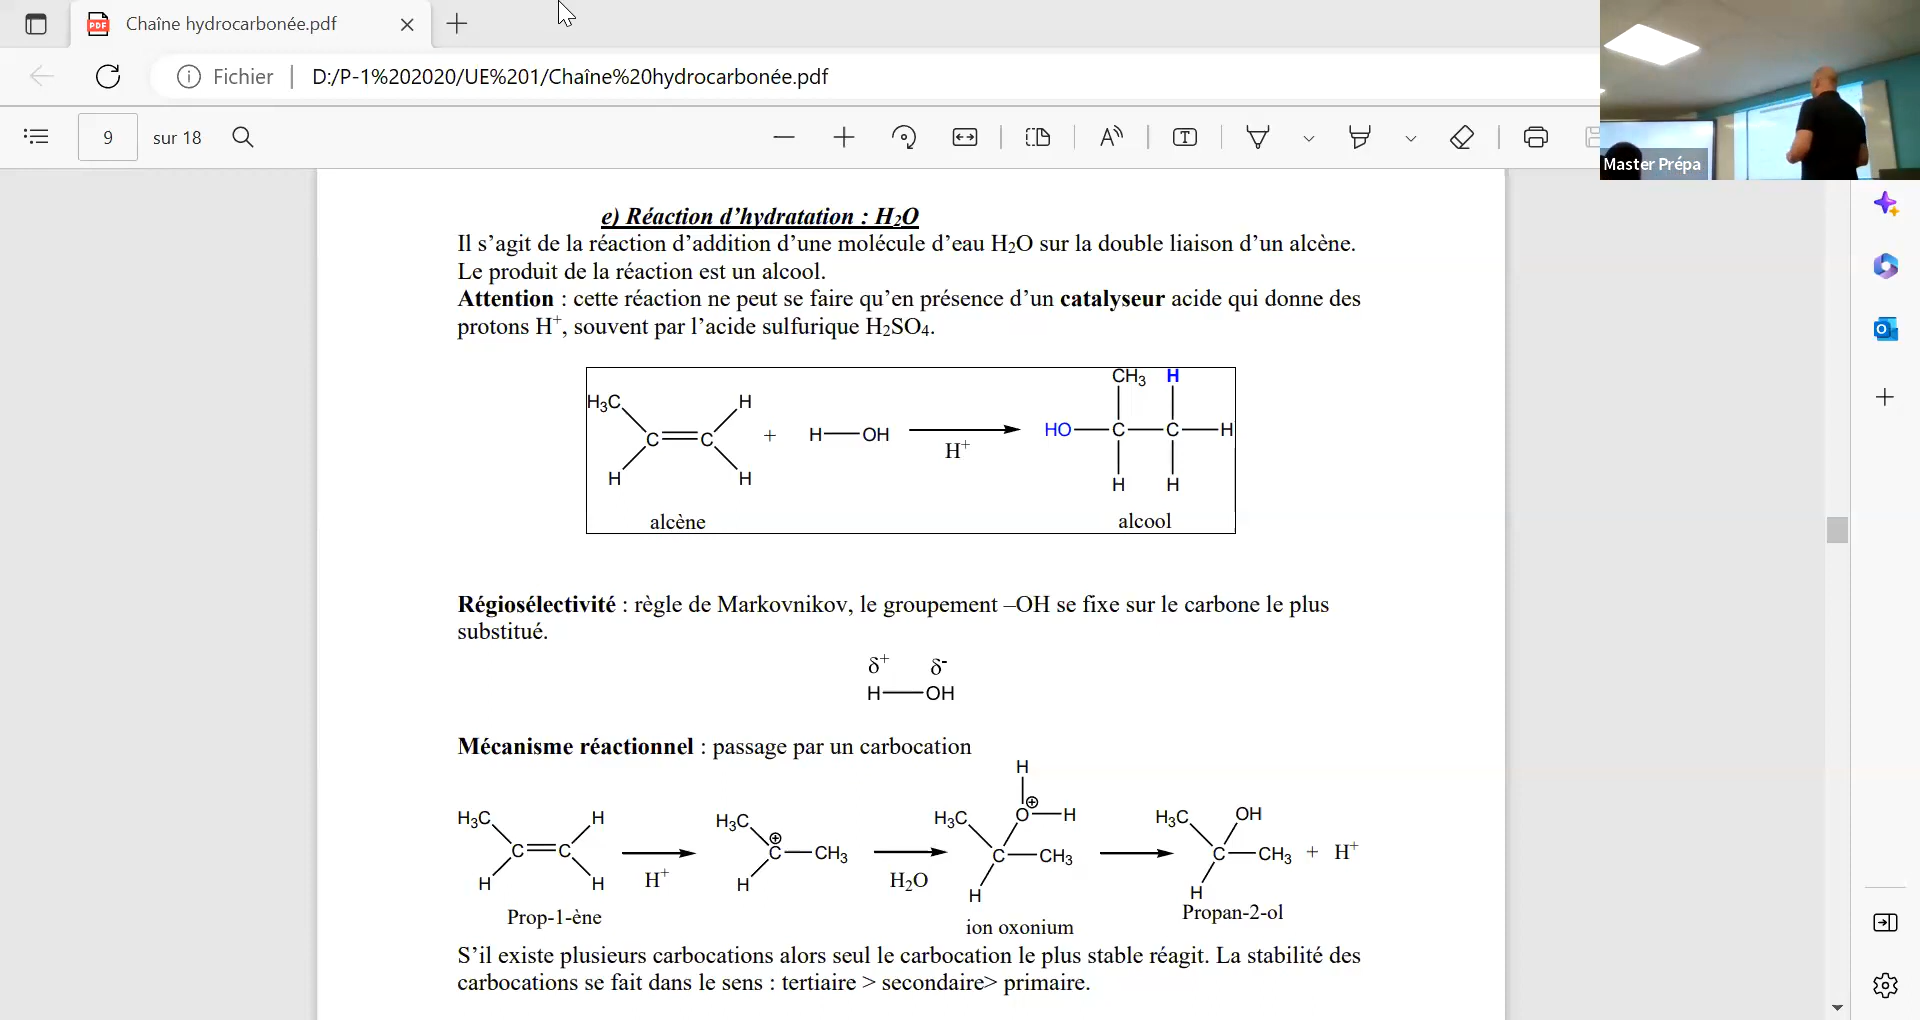 Chaîne hydrocarbonée.pdf
Fichier D:/P-1%202020/UE%201/Chaîne%20hydrocarbonée.pdf
9 sur 18
Master Prépa
e) Réaction d’hydratation : H₂O
Il s’agit de la réaction d’addition d’une molécule d’eau H₂O sur la double liaison d’un alcène.
Le produit de la réaction est un alcool.
Attention : cette réaction ne peut se faire qu’en présence d’un catalyseur acide qui donne des
protons H⁺, souvent par l’acide sulfurique H₂SO₄.
CH₃ H
H₃C H
C=C + H—OH HO—C—C—H
H⁺
H H H H
alcène alcool
Régiosélectivité : règle de Markovnikov, le groupement –OH se fixe sur le carbone le plus
substitué.
δ⁺ δ⁻
H—OH
Mécanisme réactionnel : passage par un carbocation
H
H₃C H H₃C ⊕ H₃C O⊕—H H₃C OH
C=C C—CH₃ C—CH₃ C—CH₃ + H⁺
H H H⁺ H H₂O H H
Prop-1-ène ion oxonium Propan-2-ol
S’il existe plusieurs carbocations alors seul le carbocation le plus stable réagit. La stabilité des
carbocations se fait dans le sens : tertiaire > secondaire> primaire.